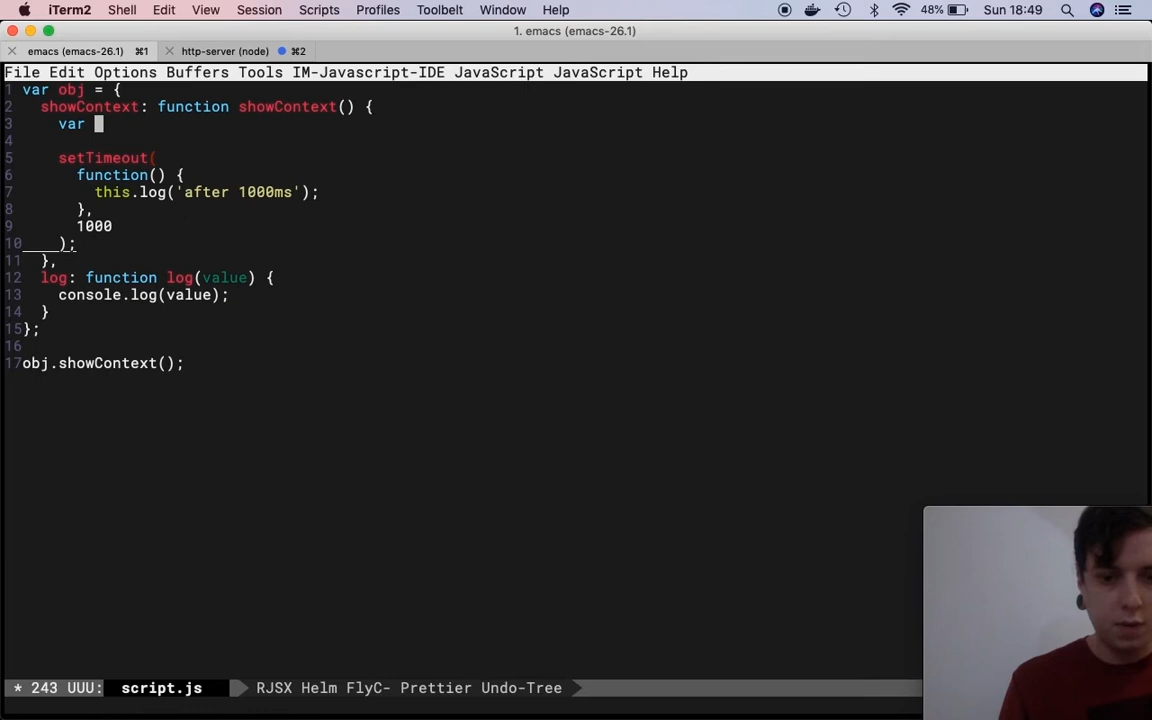 iTerm2 Shell Edit View Session Scripts Profiles Toolbelt Window Help 48% Sun 18:49
1. emacs (emacs-26.1)
emacs (emacs-26.1) ⌘1 http-server (node) ⌘2
File Edit Options Buffers Tools IM-Javascript-IDE JavaScript JavaScript Help
1 var obj = {
2   showContext: function showContext() {
3     var
4
5     setTimeout(
6       function() {
7         this.log('after 1000ms');
8       },
9       1000
10____);
11   },
12   log: function log(value) {
13     console.log(value);
14   }
15};
16
17obj.showContext();
* 243 UUU: script.js RJSX Helm FlyC- Prettier Undo-Tree